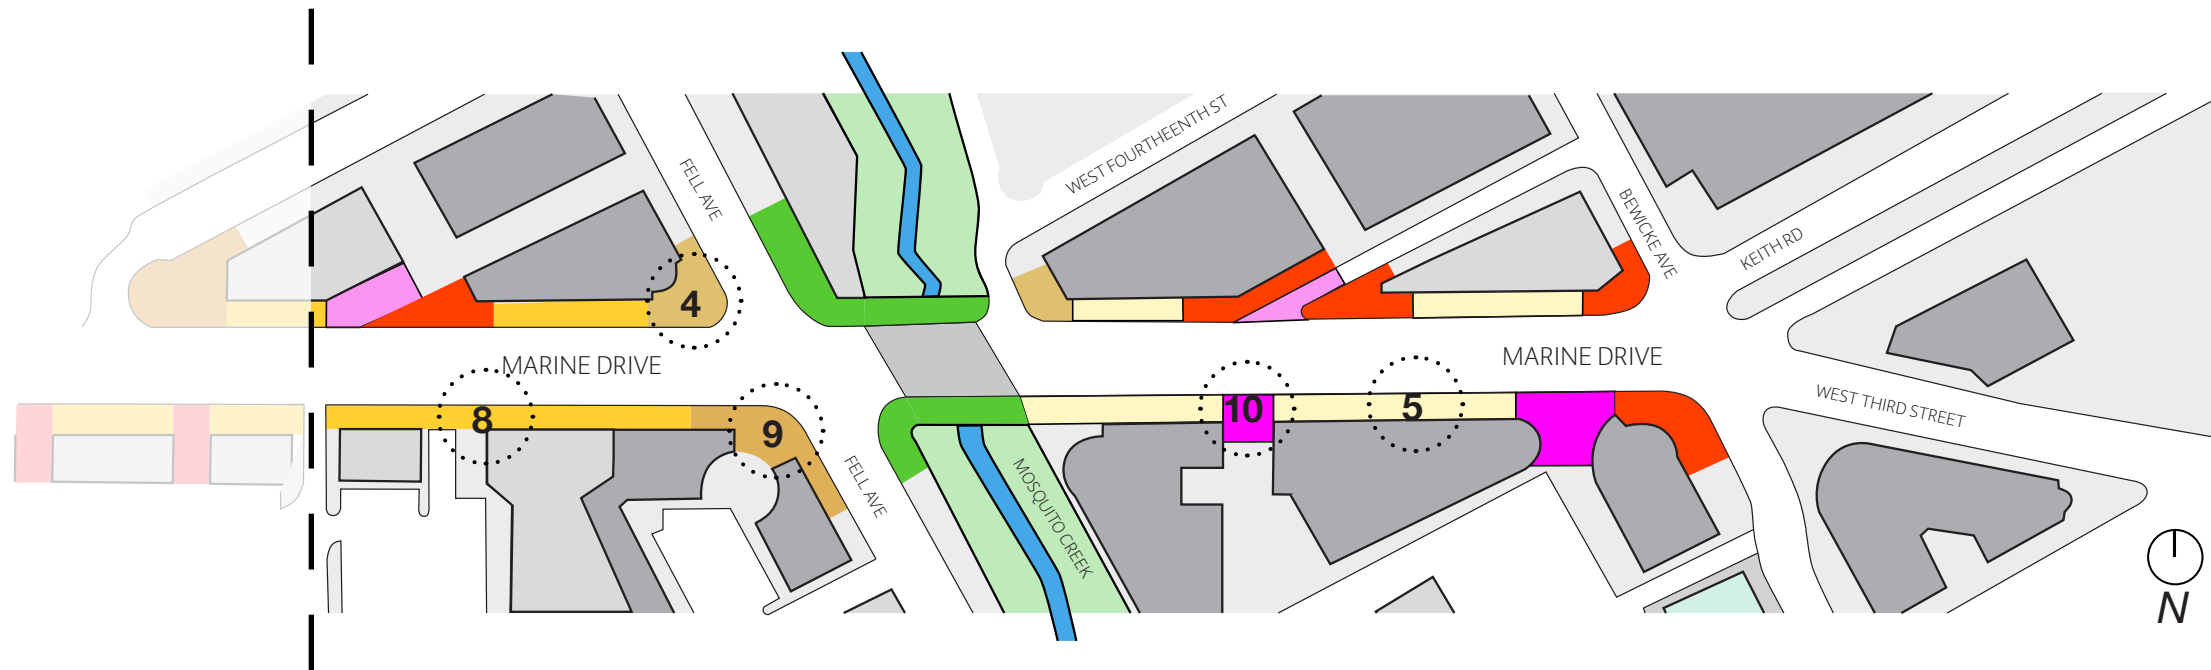 WEST FOURTHEENTH ST
FELL AVE
BEWICKE AVE
KEITH RD
4
MARINE DRIVE
MARINE DRIVE
WEST THIRD STREET
8
9
10
5
FELL AVE
MOSQUITO CREEK
N